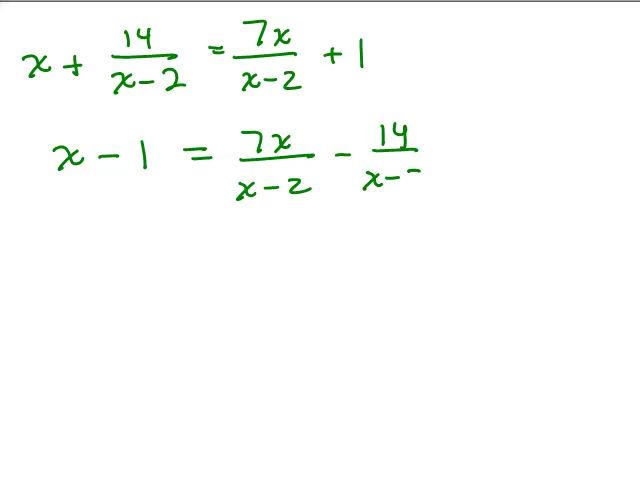 x + 14/(x-2) = 7x/(x-2) + 1
x - 1 = 7x/(x-2) - 14/(x-